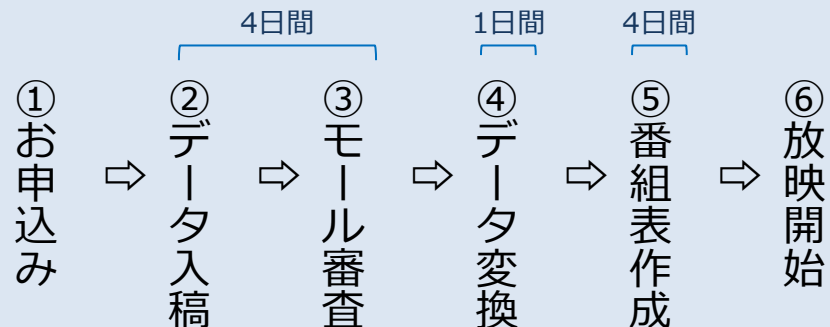 4日間
1日間
4日間
①お申込み
⇨
②データ入稿
⇨
③モール審査
⇨
④データ変換
⇨
⑤番組表作成
⇨
⑥放映開始